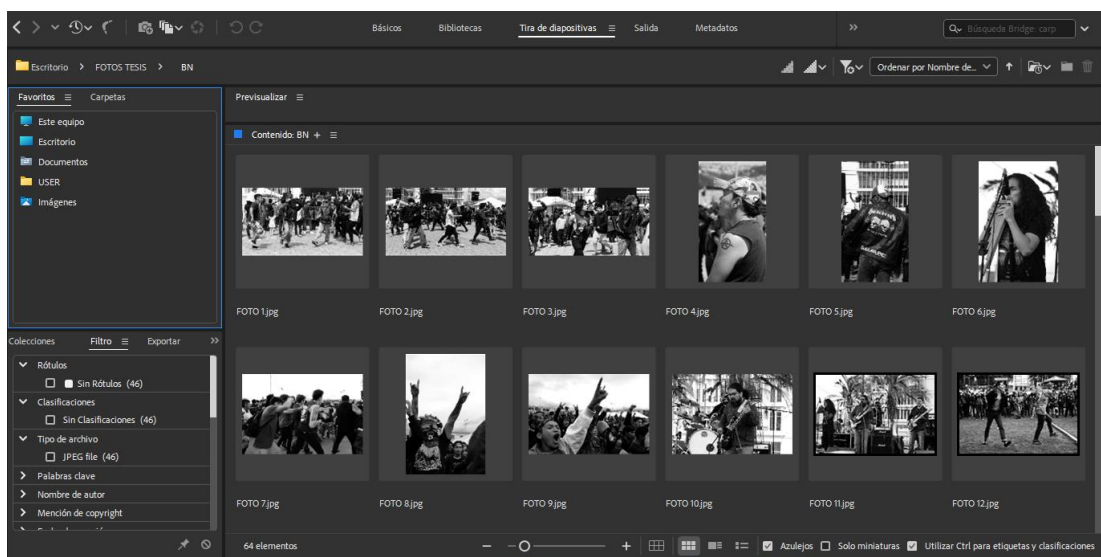 Básicos Bibliotecas Tira de diapositivas Salida Metadatos Búsqueda Bridge: carp
Escritorio FOTOS TESIS BN Ordenar por Nombre de...
Favoritos Carpetas
Este equipo
Escritorio
Documentos
USER
Imágenes
Previsualizar
Contenido: BN
FOTO 1.jpg FOTO 2.jpg FOTO 3.jpg FOTO 4.jpg FOTO 5.jpg FOTO 6.jpg
Colecciones Filtro Exportar
Rótulos
Sin Rótulos (46)
Clasificaciones
Sin Clasificaciones (46)
Tipo de archivo
JPEG file (46)
Palabras clave
Nombre de autor
Mención de copyright
FOTO 7.jpg FOTO 8.jpg FOTO 9.jpg FOTO 10.jpg FOTO 11.jpg FOTO 12.jpg
64 elementos Azulejos Solo miniaturas Utilizar Ctrl para etiquetas y clasificaciones